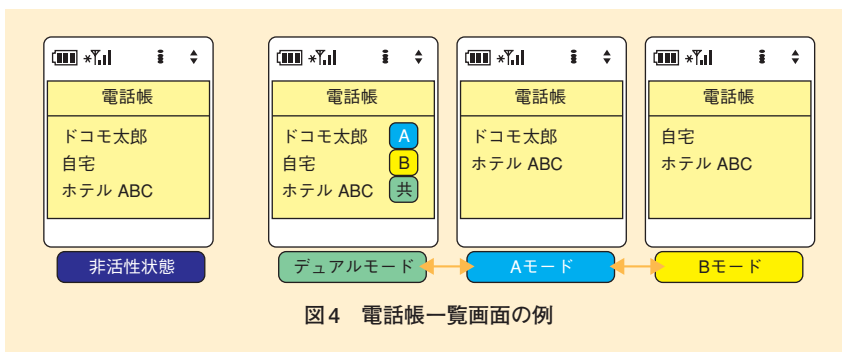 電話帳
ドコモ太郎
自宅
ホテル ABC
非活性状態
電話帳
ドコモ太郎 A
自宅 B
ホテル ABC 共
デュアルモード
電話帳
ドコモ太郎
ホテル ABC
Aモード
電話帳
自宅
ホテル ABC
Bモード
図4 電話帳一覧画面の例